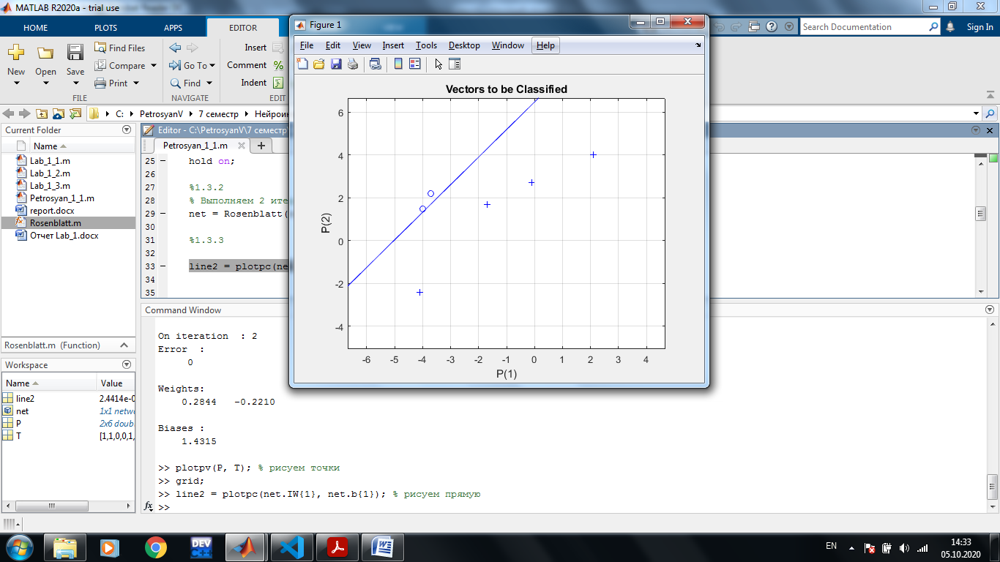 MATLAB R2020a - trial use
HOME PLOTS APPS EDITOR
Search Documentation
Sign In
New Open Save
Find Files
Compare
Print
Go To
Find
Insert
Comment
Indent
FILE NAVIGATE EDIT
C: PetrosyanV 7 семестр
Current Folder
Name
Lab_1_1.m
Lab_1_2.m
Lab_1_3.m
Petrosyan_1_1.m
report.docx
Rosenblatt.m
Отчет Lab_1.docx
Rosenblatt.m (Function)
Workspace
Name Value
line2 2.4414e-0
net 1x1 netw
P 2x6 doub
T [1,1,0,0,1,
Editor - C:\PetrosyanV\7 семестр
Petrosyan_1_1.m
25 hold on;
26
27 %1.3.2
28 % Выполняем 2 ите
29 net = Rosenblatt(
30
31 %1.3.3
32
33 line2 = plotpc(ne
34
35
Figure 1
File Edit View Insert Tools Desktop Window Help
Vectors to be Classified
6
4
2
0
-2
-4
P(2)
-6 -5 -4 -3 -2 -1 0 1 2 3 4
P(1)
Command Window
On iteration : 2
Error :
0
Weights:
0.2844 -0.2210
Biases :
1.4315
>> plotpv(P, T); % рисуем точки
>> grid;
>> line2 = plotpc(net.IW{1}, net.b{1}); % рисуем прямую
fx >>
EN
14:33
05.10.2020